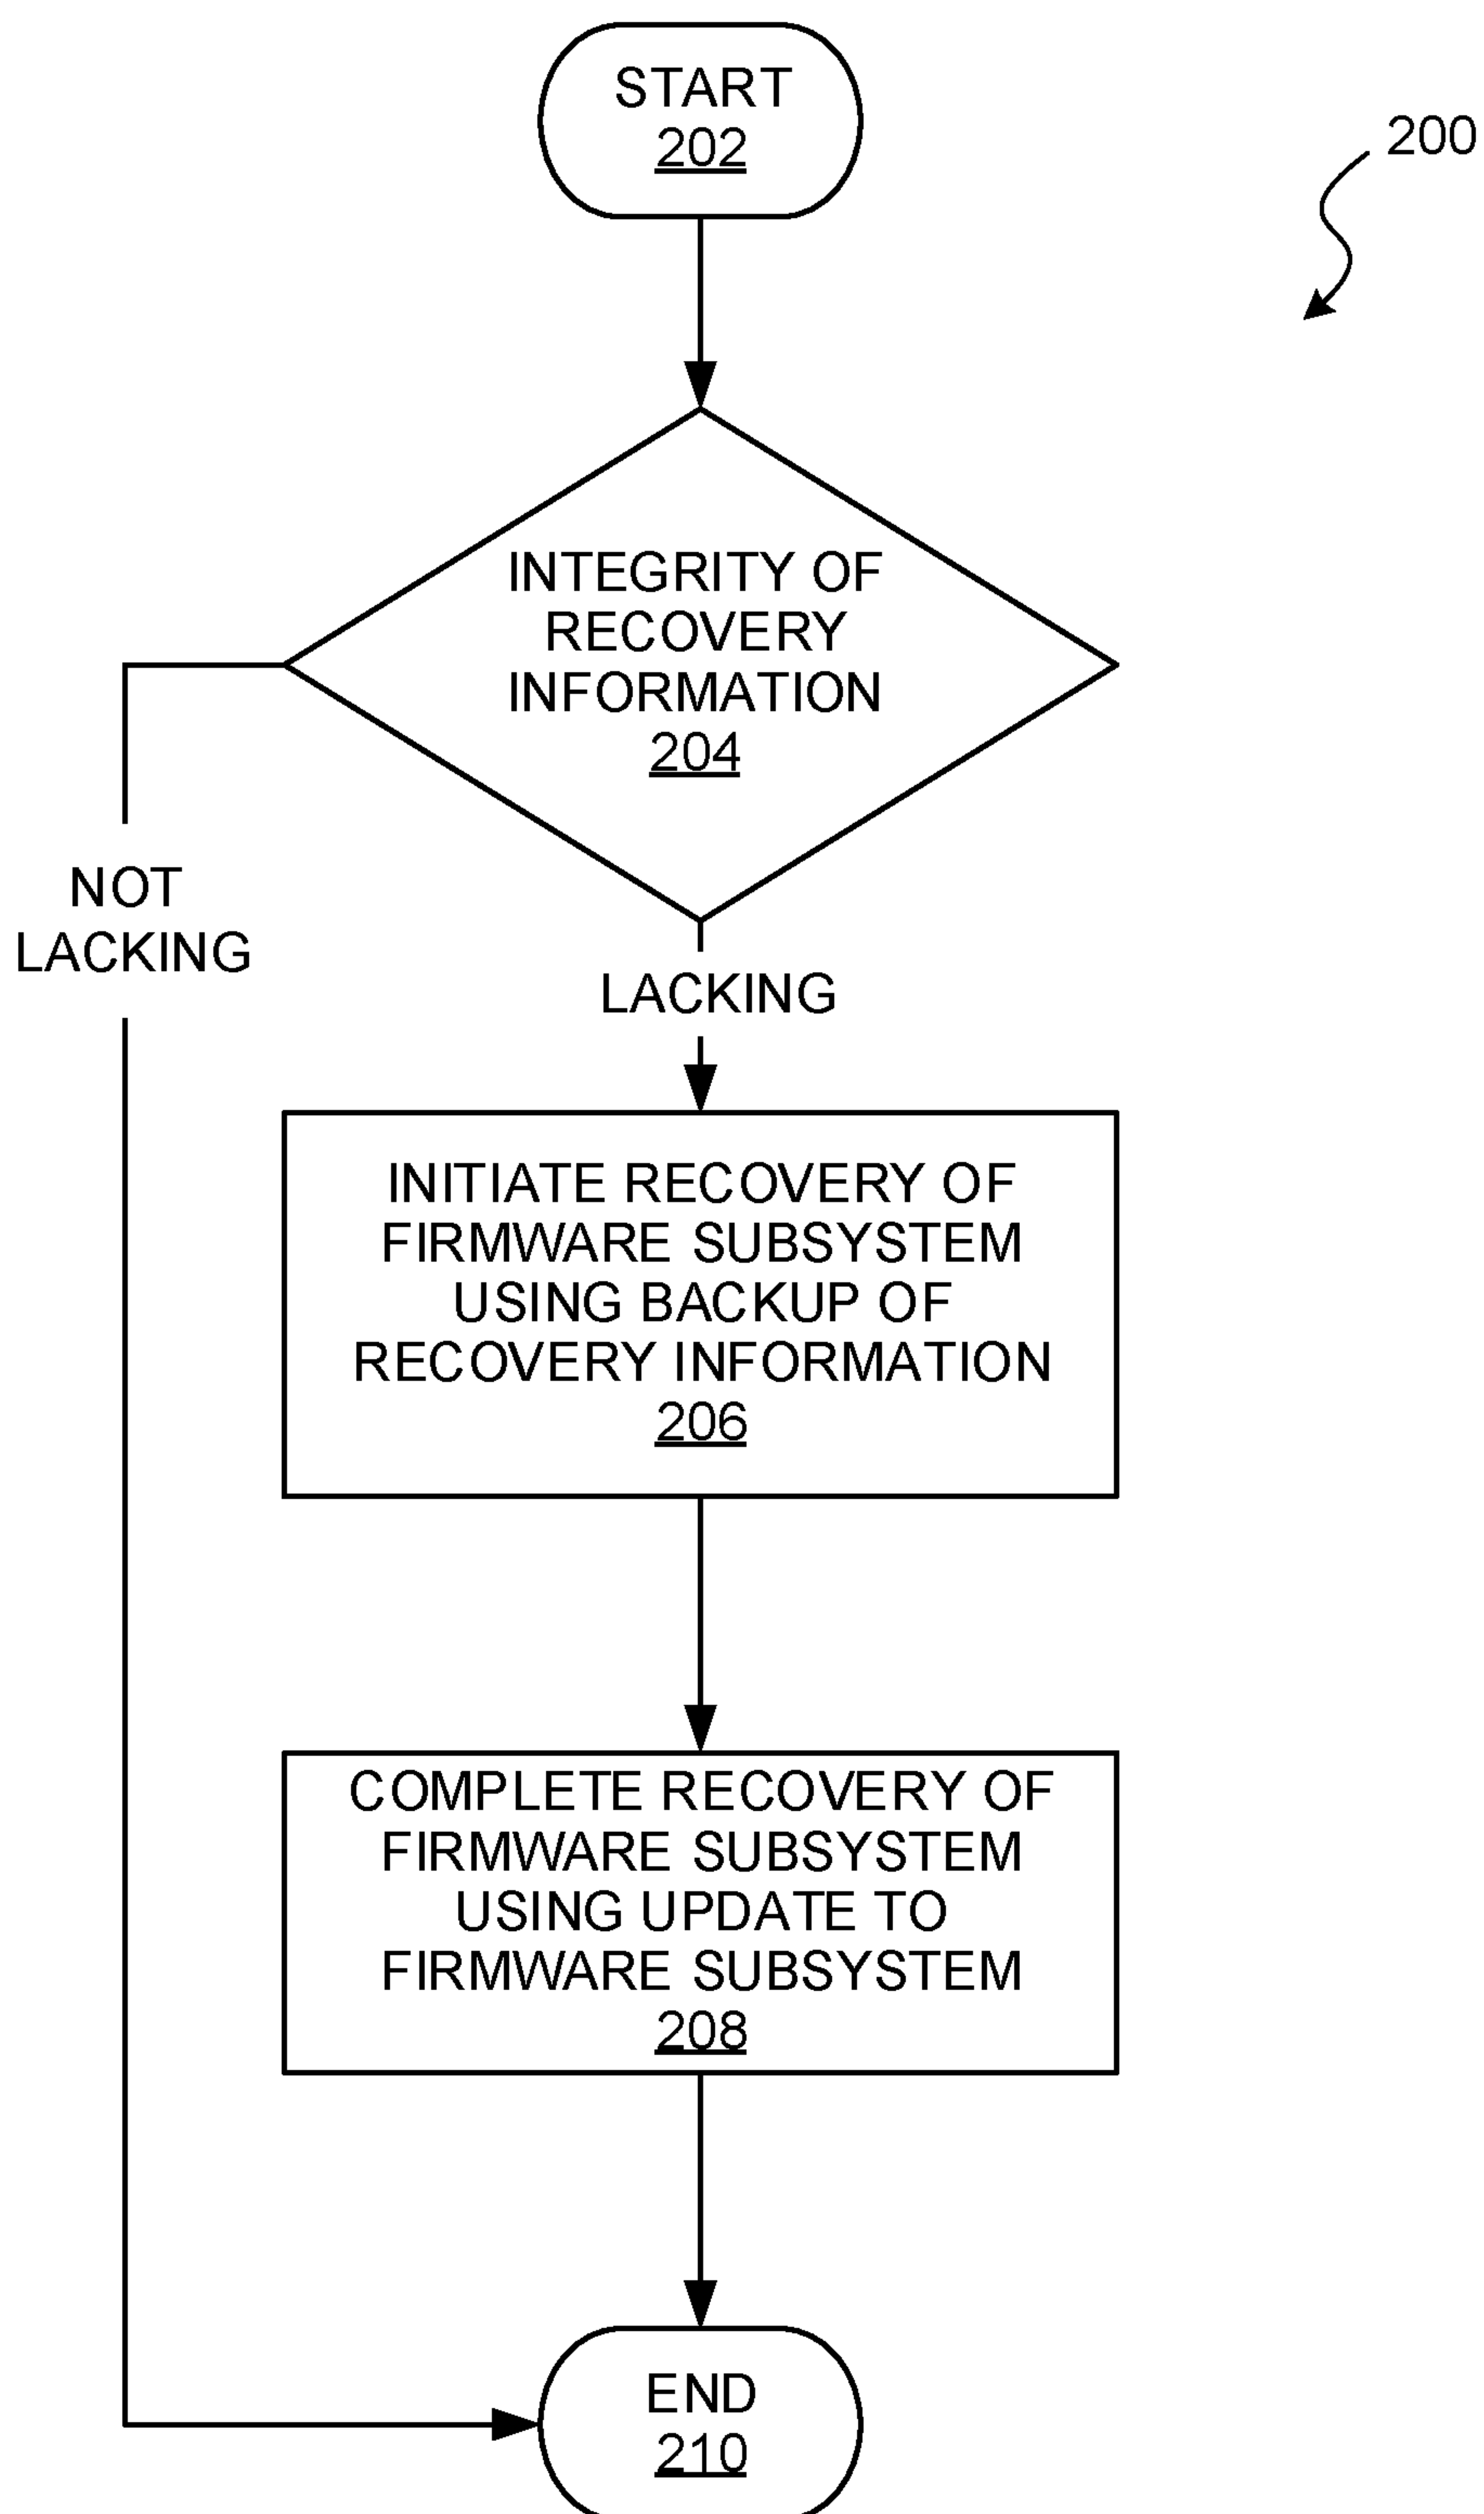 START
202
200
INTEGRITY OF
RECOVERY
INFORMATION
204
NOT
LACKING
LACKING
INITIATE RECOVERY OF
FIRMWARE SUBSYSTEM
USING BACKUP OF
RECOVERY INFORMATION
206
COMPLETE RECOVERY OF
FIRMWARE SUBSYSTEM
USING UPDATE TO
FIRMWARE SUBSYSTEM
208
END
210